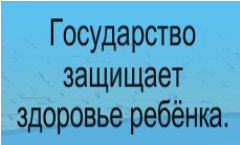 Государство
защищает
здоровье ребёнка.